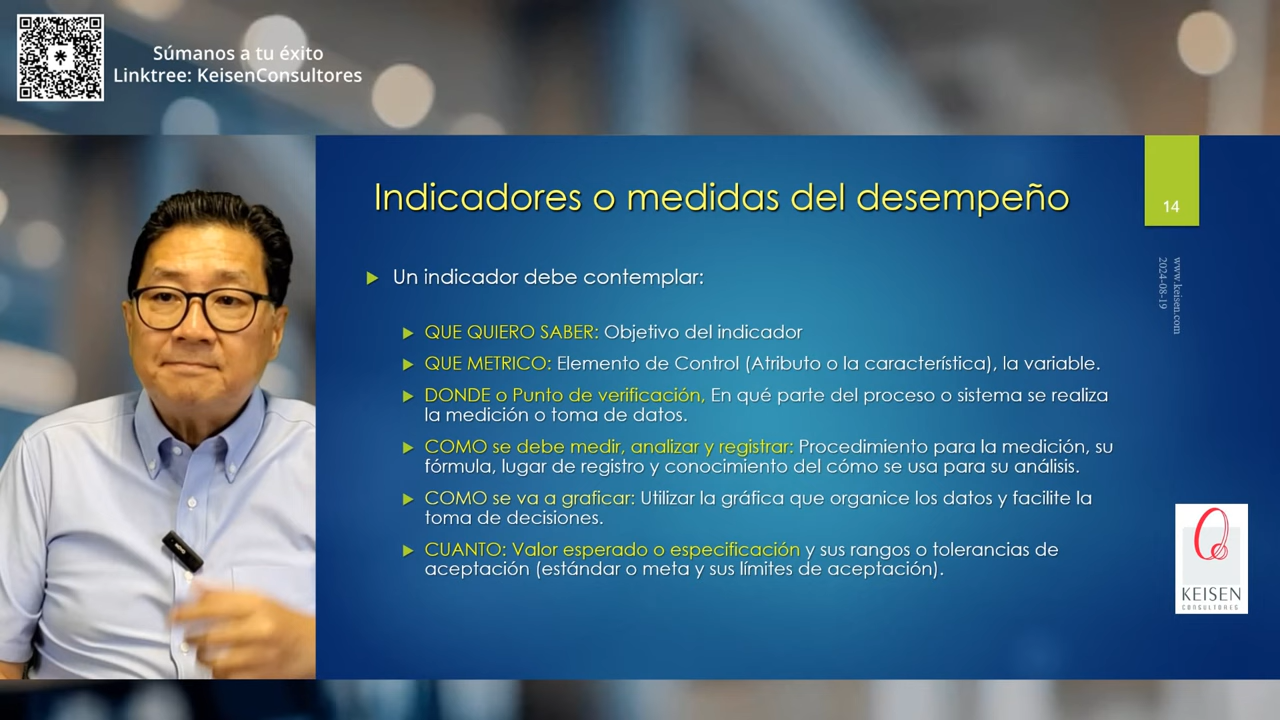 Súmanos a tu éxito
Linktree: KeisenConsultores
Indicadores o medidas del desempeño
14
www.keisen.com
2024-08-19
Un indicador debe contemplar:
QUE QUIERO SABER: Objetivo del indicador
QUE METRICO: Elemento de Control (Atributo o la característica), la variable.
DONDE o Punto de verificación, En qué parte del proceso o sistema se realiza
la medición o toma de datos.
COMO se debe medir, analizar y registrar: Procedimiento para la medición, su
fórmula, lugar de registro y conocimiento del cómo se usa para su análisis.
COMO se va a graficar: Utilizar la gráfica que organice los datos y facilite la
toma de decisiones.
CUANTO: Valor esperado o especificación y sus rangos o tolerancias de
aceptación (estándar o meta y sus límites de aceptación).
KEISEN
CONSULTORES